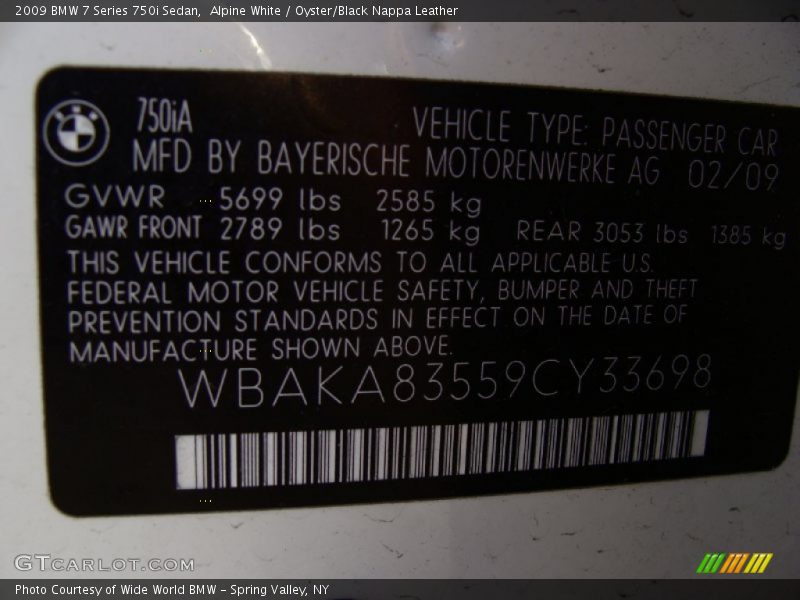 2009 BMW 7 Series 750i Sedan,  Alpine White / Oyster/Black Nappa Leather
750iA
VEHICLE TYPE: PASSENGER CAR
MFD BY BAYERISCHE MOTORENWERKE AG 02/09
GVWR 5699 lbs 2585 kg
GAWR FRONT 2789 lbs 1265 kg REAR 3053 lbs 1385 kg
THIS VEHICLE CONFORMS TO ALL APPLICABLE U.S.
FEDERAL MOTOR VEHICLE SAFETY, BUMPER AND THEFT
PREVENTION STANDARDS IN EFFECT ON THE DATE OF
MANUFACTURE SHOWN ABOVE.
WBAKA83559CY33698
GTCARLOT.COM
Photo Courtesy of Wide World BMW – Spring Valley, NY